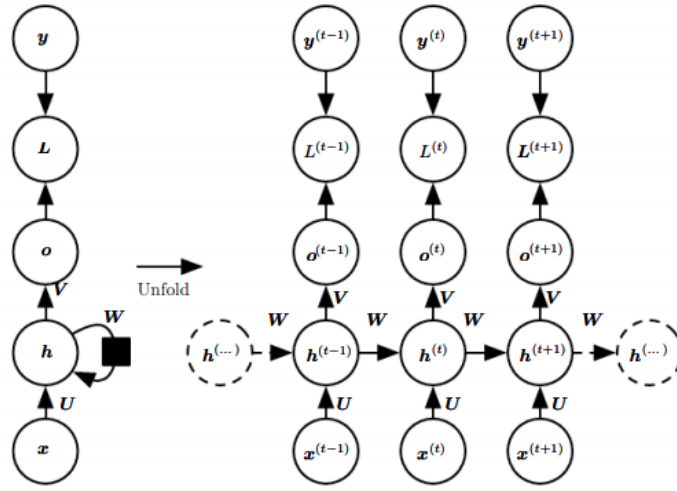 y y^(t−1) y^(t) y^(t+1)
L L^(t−1) L^(t) L^(t+1)
o o^(t−1) o^(t) o^(t+1)
Unfold
V V V V
W W W W W
h h^(...) h^(t−1) h^(t) h^(t+1) h^(...)
U U U U
x x^(t−1) x^(t) x^(t+1)